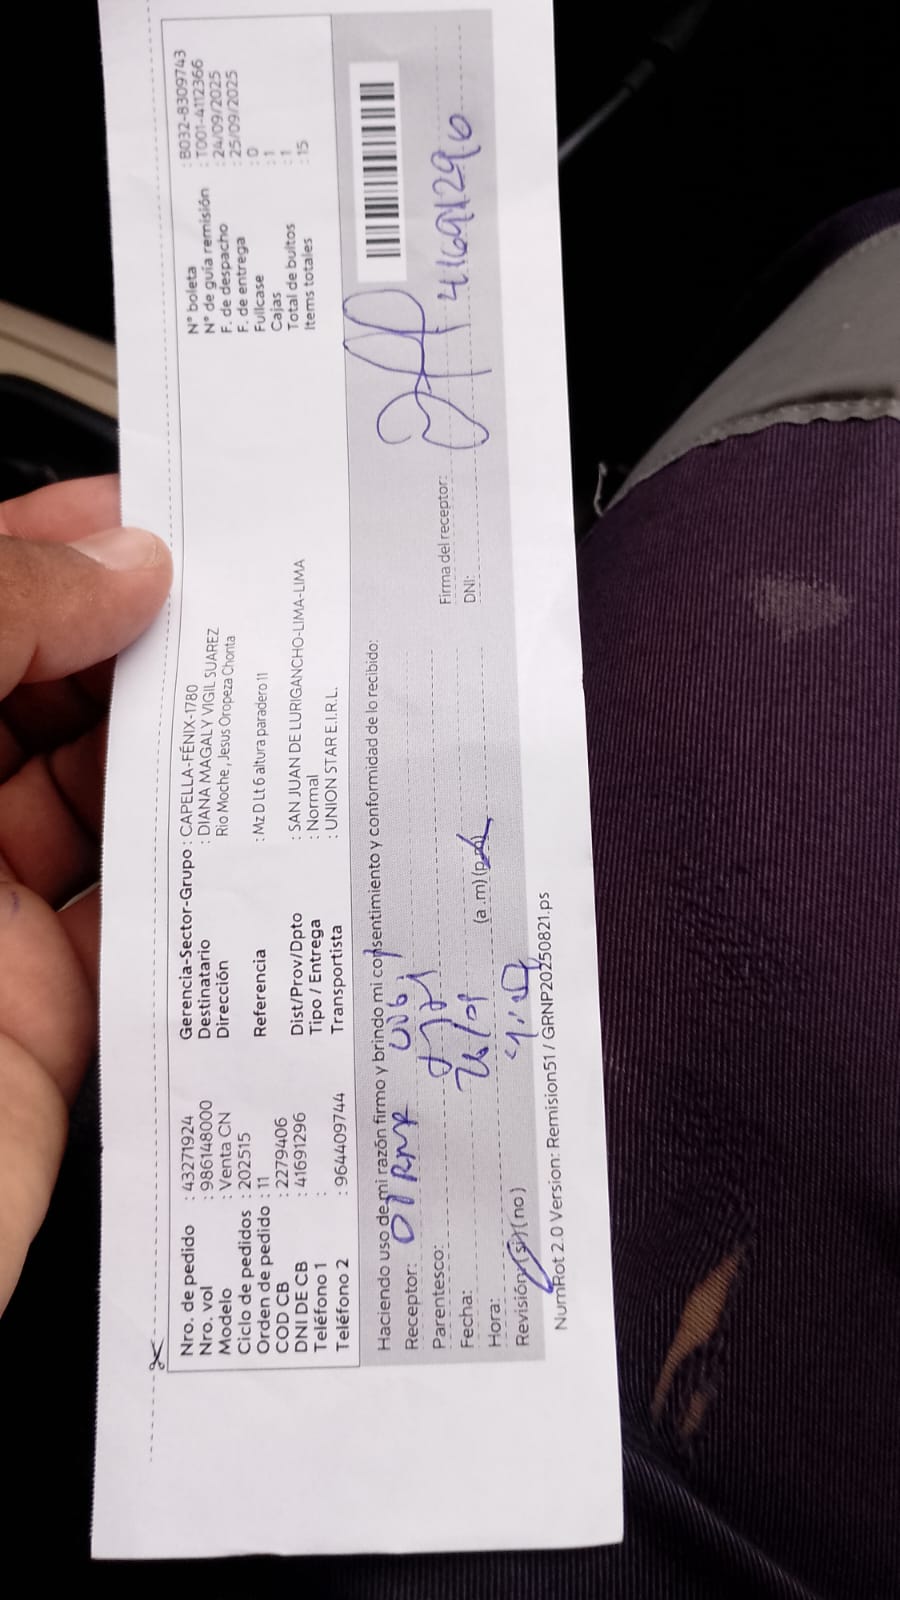 Nro. de pedido : 43271924
Nro. vol : 986148000
Modelo : Venta CN
Ciclo de pedidos : 202515
Orden de pedido : 11
COD CB : 2279406
DNI DE CB : 41691296
Teléfono 1 :
Teléfono 2 : 964409744
Gerencia-Sector-Grupo : CAPELLA-FÉNIX-1780
Destinatario : DIANA MAGALY VIGIL SUAREZ
Dirección Rio Moche , Jesus Oropeza Chonta
Referencia : Mz D Lt 6 altura paradero 11
Dist/Prov/Dpto : SAN JUAN DE LURIGANCHO-LIMA-LIMA
Tipo / Entrega : Normal
Transportista : UNION STAR E.I.R.L.
N° boleta : B032-8309743
N° de guía remisión : T001-4112366
F. de despacho : 24/09/2025
F. de entrega : 25/09/2025
Fullcase : 0
Cajas : 1
Total de bultos : 1
Items totales : 15
Haciendo uso de mi razón firmo y brindo mi consentimiento y conformidad de lo recibido:
Receptor:
Parentesco:
Fecha:
Hora: (a .m) (p.m)
Revisión: (si) (no )
Firma del receptor:
DNI: 41691296
NumRot 2.0 Version: Remision51 / GRNP20250821.ps